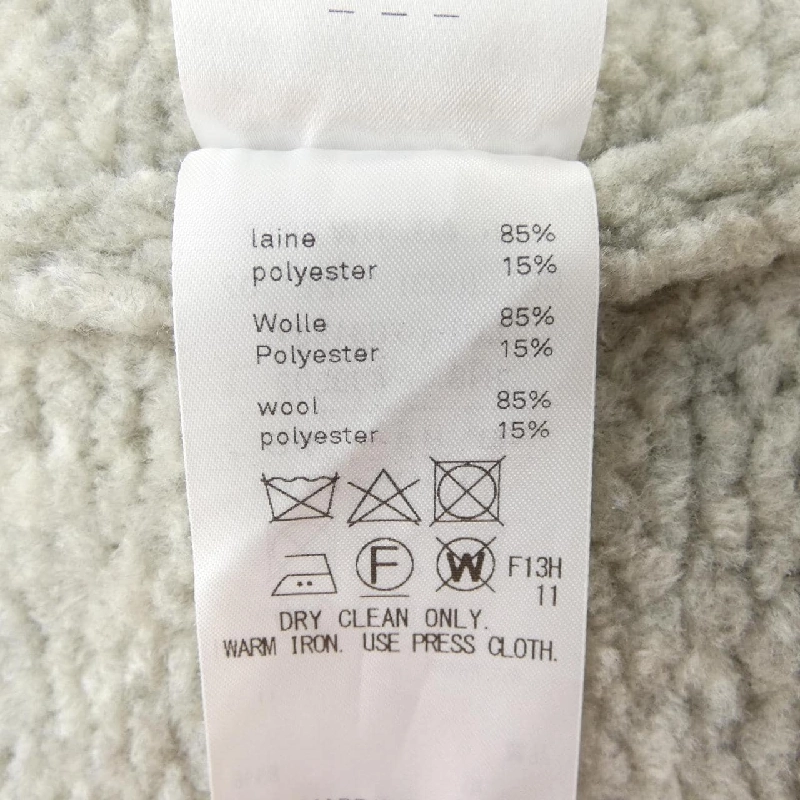 — — —
laine 85%
polyester 15%
Wolle 85%
Polyester 15%
wool 85%
polyester 15%
F W F13H
11
DRY CLEAN ONLY.
WARM IRON. USE PRESS CLOTH.